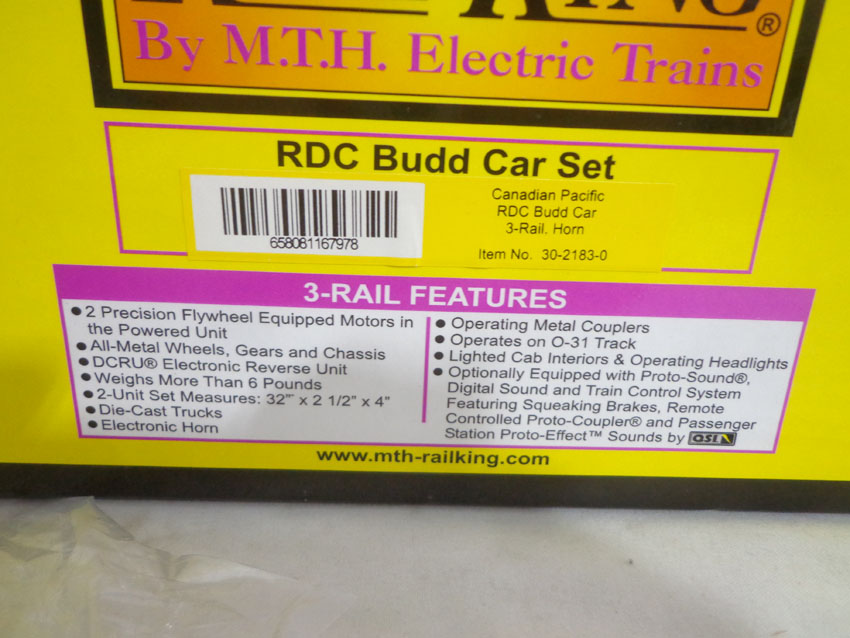 KING®
By M.T.H. Electric Trains
RDC Budd Car Set
658081167978
Canadian Pacific
RDC Budd Car
3-Rail. Horn
Item No. 30-2183-0
3-RAIL FEATURES
● 2 Precision Flywheel Equipped Motors in
the Powered Unit
● All-Metal Wheels, Gears and Chassis
● DCRU® Electronic Reverse Unit
● Weighs More Than 6 Pounds
● 2-Unit Set Measures: 32"˝ x 2 1/2" x 4"
● Die-Cast Trucks
● Electronic Horn
● Operating Metal Couplers
● Operates on O-31 Track
● Lighted Cab Interiors & Operating Headlights
● Optionally Equipped with Proto-Sound®,
Digital Sound and Train Control System
Featuring Squeaking Brakes, Remote
Controlled Proto-Coupler® and Passenger
Station Proto-Effect™ Sounds by QSI
www.mth-railking.com